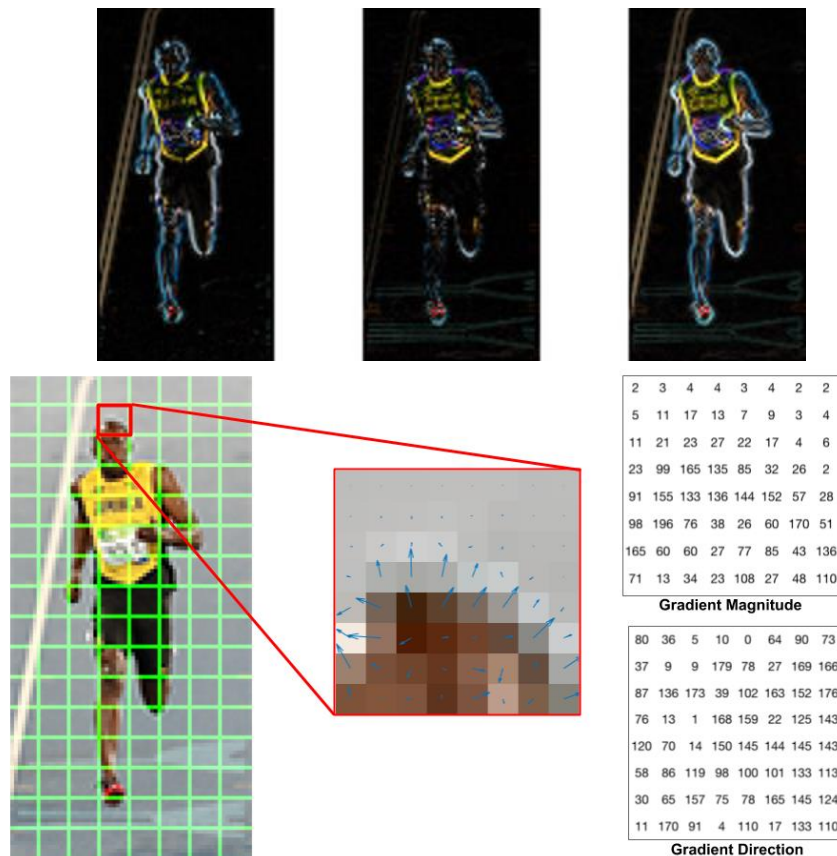 2 3 4 4 3 4 2 2
5 11 17 13 7 9 3 4
11 21 23 27 22 17 4 6
23 99 165 135 85 32 26 2
91 155 133 136 144 152 57 28
98 196 76 38 26 60 170 51
165 60 60 27 77 85 43 136
71 13 34 23 108 27 48 110
Gradient Magnitude
80 36 5 10 0 64 90 73
37 9 9 179 78 27 169 166
87 136 173 39 102 163 152 176
76 13 1 168 159 22 125 143
120 70 14 150 145 144 145 143
58 86 119 98 100 101 133 113
30 65 157 75 78 165 145 124
11 170 91 4 110 17 133 110
Gradient Direction